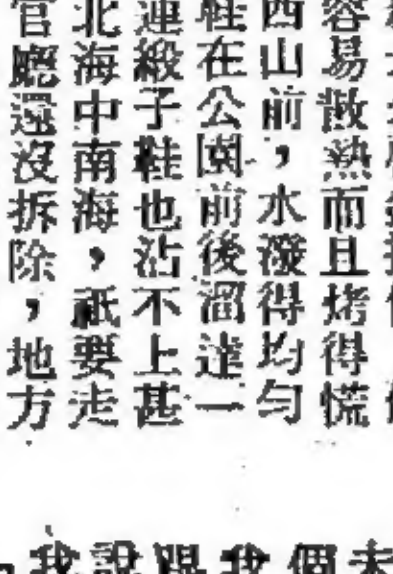 容易散熱而且烤得慌
西山前，水潑得均勻
鞋在公園前後溜達一
連緞子鞋也沾不上甚
北海中南海，祇要走
官廳還沒拆除，地方